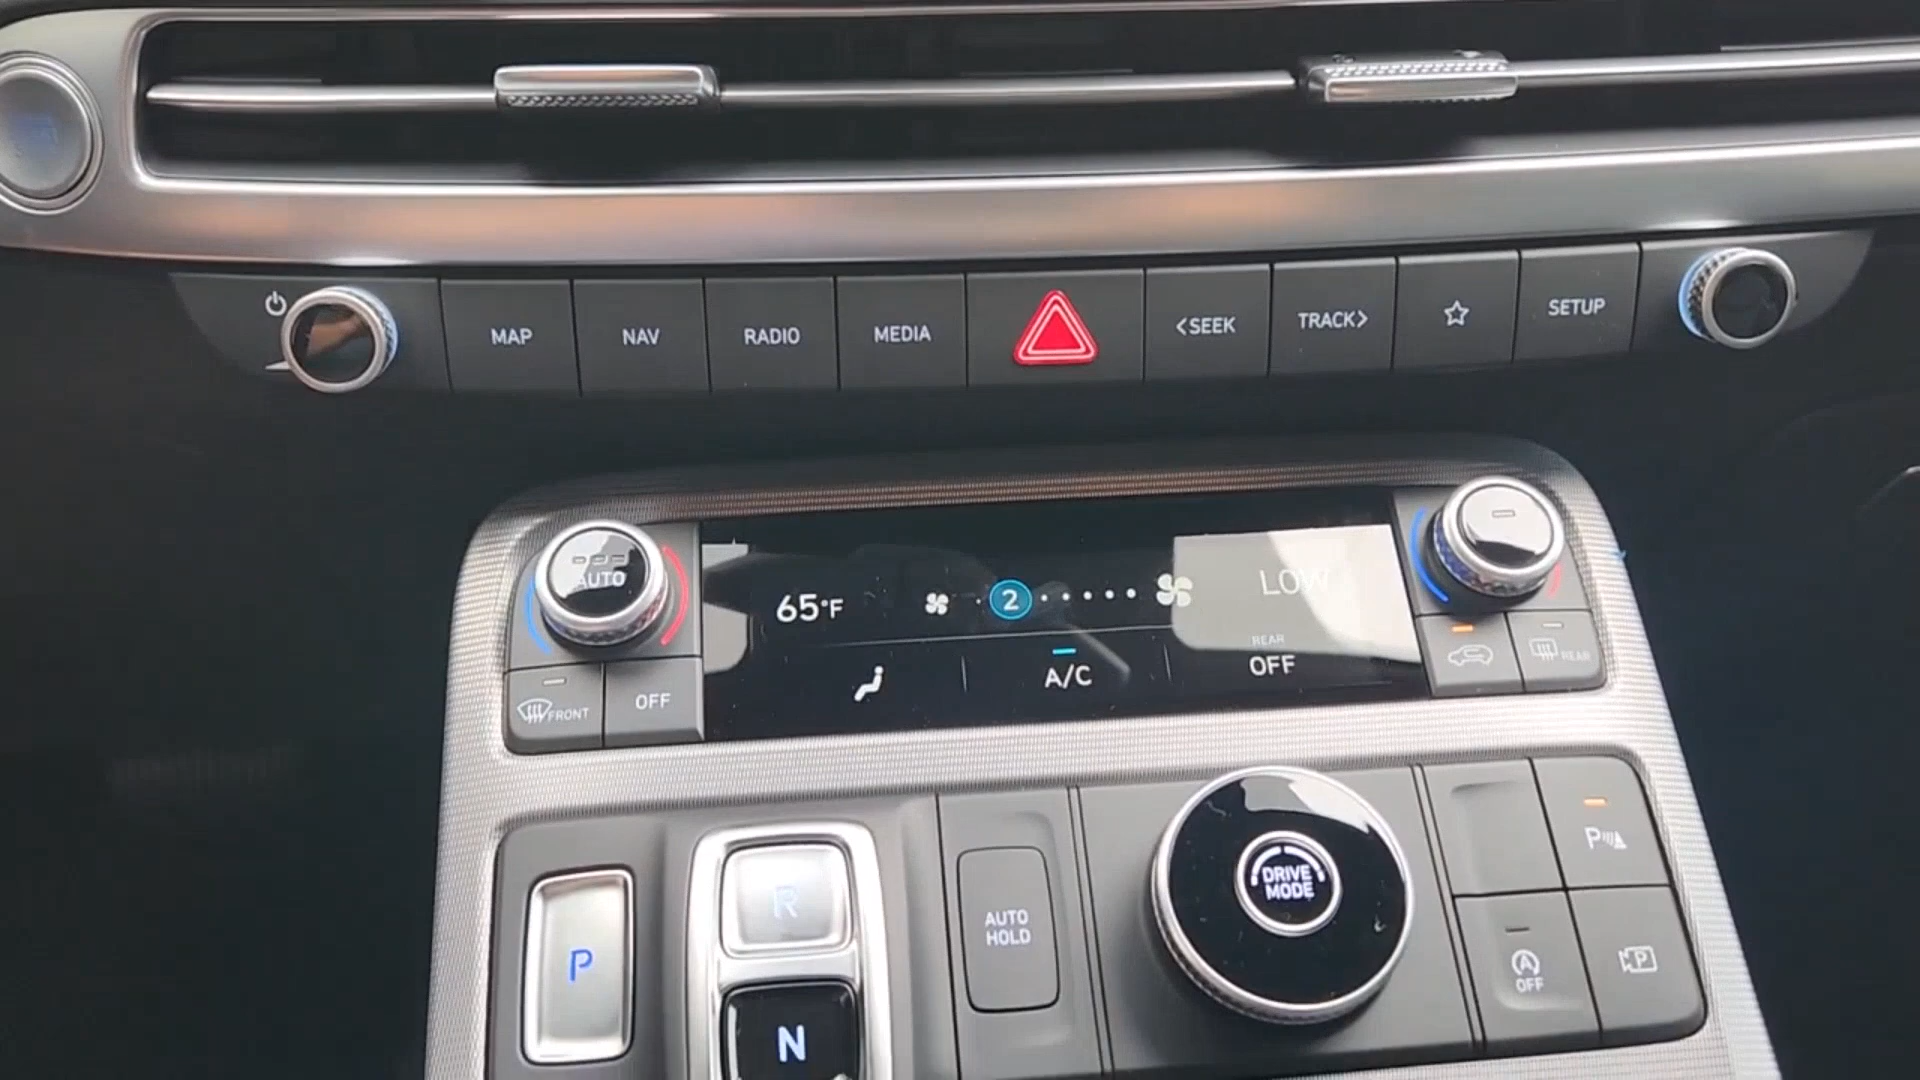 MAP
NAV
RADIO
MEDIA
<SEEK
TRACK>
SETUP
AUTO
65°F
2
LOW
A/C
REAR
OFF
FRONT
OFF
REAR
P
R
N
AUTO
HOLD
DRIVE
MODE
P
A
OFF
P